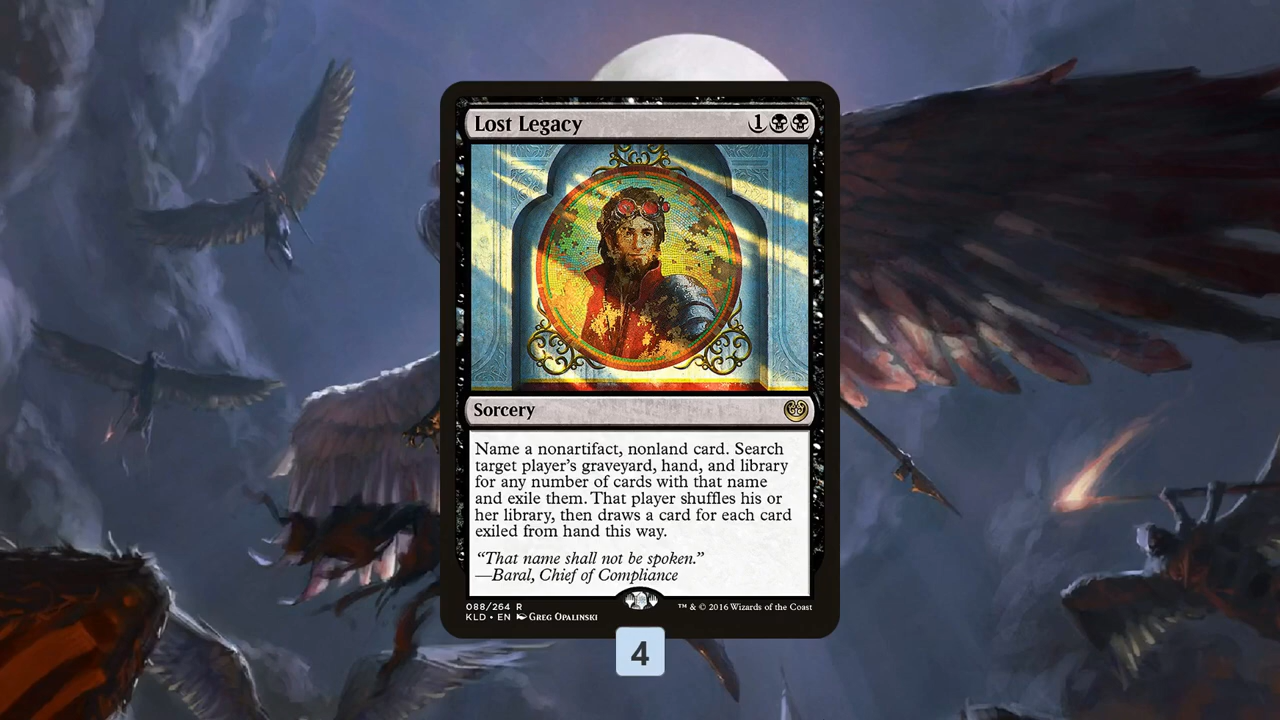 Lost Legacy 1
Sorcery
Name a nonartifact, nonland card. Search
target player's graveyard, hand, and library
for any number of cards with that name
and exile them. That player shuffles his or
her library, then draws a card for each card
exiled from hand this way.
“That name shall not be spoken.”
—Baral, Chief of Compliance
088/264 R
KLD • EN Greg Opalinski
™ & © 2016 Wizards of the Coast
4